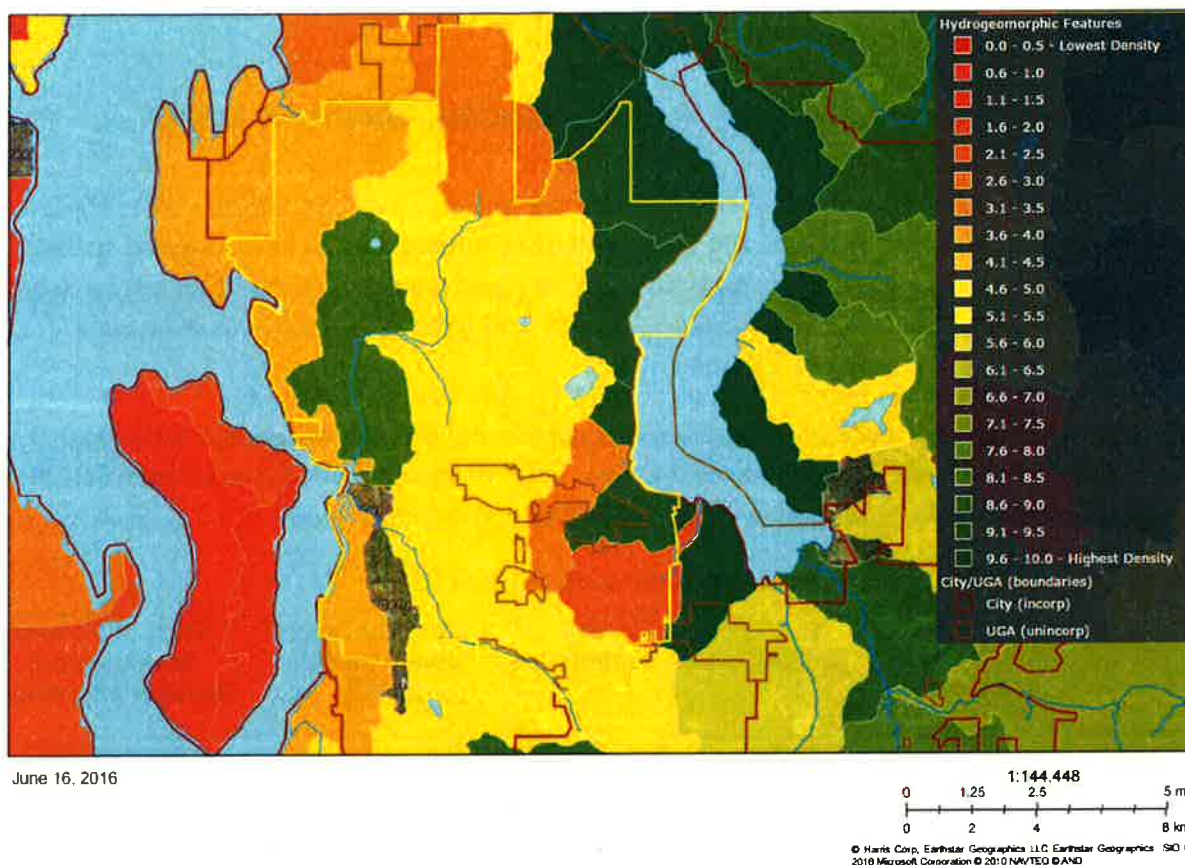 Hydrogeomorphic Features
0.0 - 0.5 - Lowest Density
0.6 - 1.0
1.1 - 1.5
1.6 - 2.0
2.1 - 2.5
2.6 - 3.0
3.1 - 3.5
3.6 - 4.0
4.1 - 4.5
4.6 - 5.0
5.1 - 5.5
5.6 - 6.0
6.1 - 6.5
6.6 - 7.0
7.1 - 7.5
7.6 - 8.0
8.1 - 8.5
8.6 - 9.0
9.1 - 9.5
9.6 - 10.0 - Highest Density
City/UGA (boundaries)
City (incorp)
UGA (unincorp)
June 16, 2016
1:144,448
0 1.25 2.5 5 m
0 2 4 8 km
© Harris Corp, Earthstar Geographics LLC Earthstar Geographics SIO
2016 Microsoft Corporation © 2010 NAVTEQ © AND